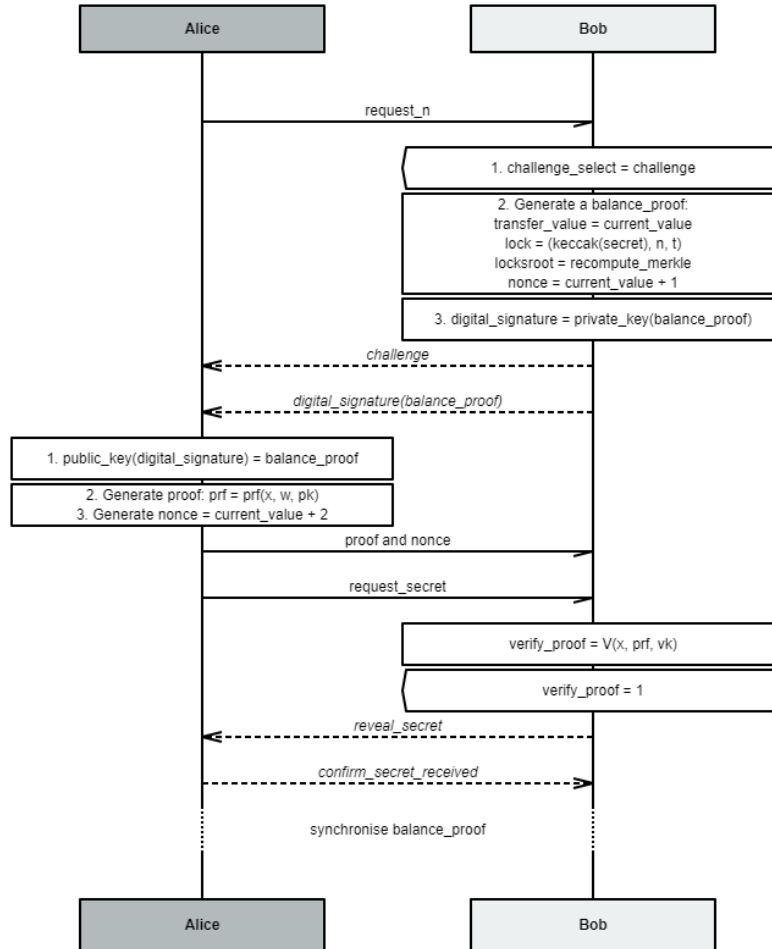 Alice
Bob
request_n
1. challenge_select = challenge
2. Generate a balance_proof:
transfer_value = current_value
lock = (keccak(secret), n, t)
locksroot = recompute_merkle
nonce = current_value + 1
3. digital_signature = private_key(balance_proof)
challenge
digital_signature(balance_proof)
1. public_key(digital_signature) = balance_proof
2. Generate proof: prf = prf(x, w, pk)
3. Generate nonce = current_value + 2
proof and nonce
request_secret
verify_proof = V(x, prf, vk)
verify_proof = 1
reveal_secret
confirm_secret_received
synchronise balance_proof
Alice
Bob